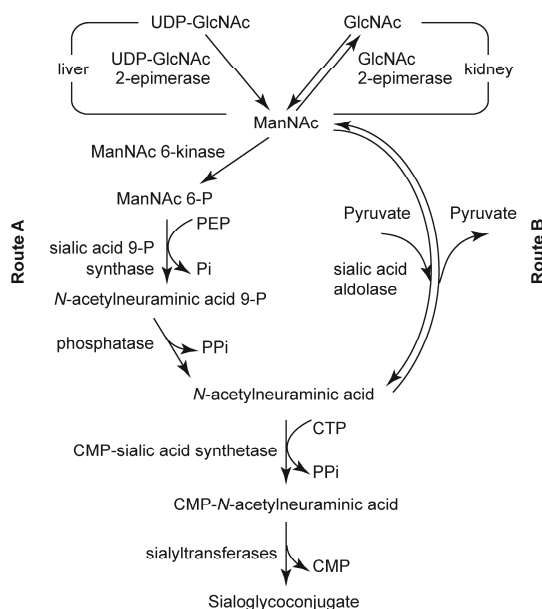 UDP-GlcNAc
GlcNAc
liver
UDP-GlcNAc
2-epimerase
GlcNAc
2-epimerase
kidney
ManNAc
ManNAc 6-kinase
ManNAc 6-P
Route A
PEP
sialic acid 9-P
synthase
Pi
N-acetylneuraminic acid 9-P
phosphatase
PPi
Pyruvate
Pyruvate
sialic acid
aldolase
Route B
N-acetylneuraminic acid
CTP
CMP-sialic acid synthetase
PPi
CMP-N-acetylneuraminic acid
sialyltransferases
CMP
Sialoglycoconjugate